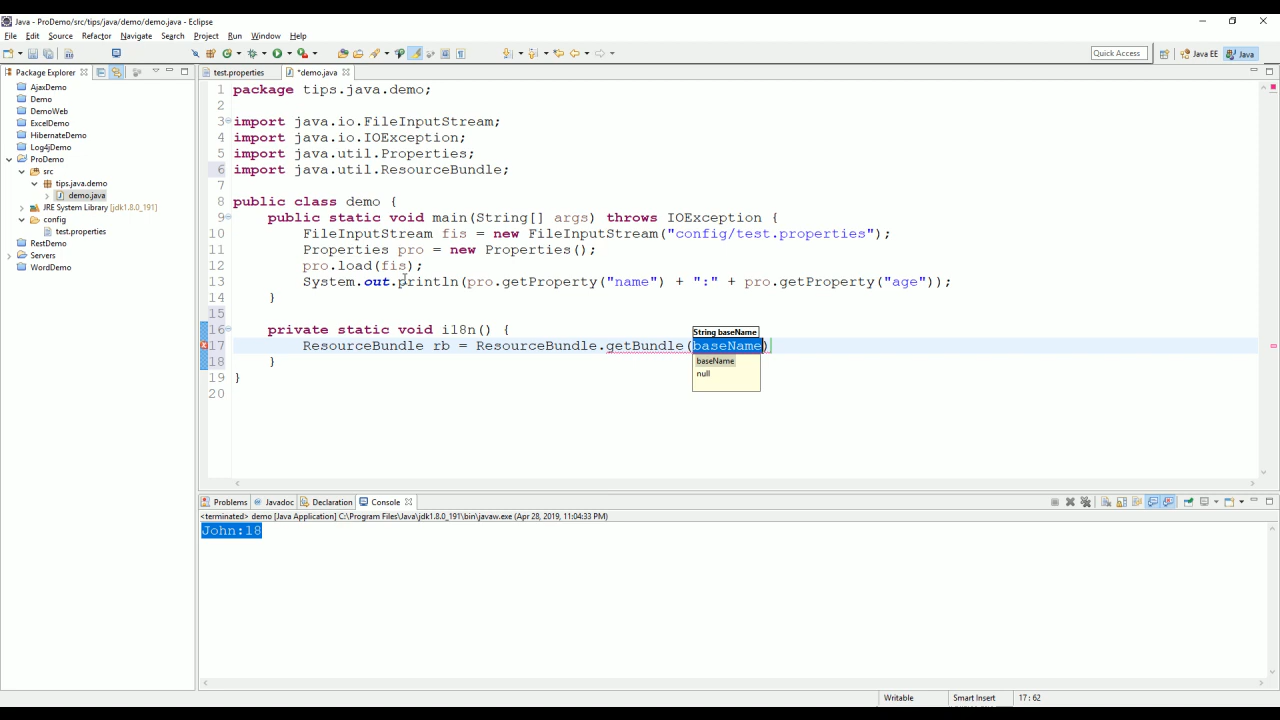 Java - ProDemo/src/tips/java/demo/demo.java - Eclipse
File Edit Source Refactor Navigate Search Project Run Window Help
Quick Access Java EE Java
Package Explorer
AjaxDemo
Demo
DemoWeb
ExcelDemo
HibernateDemo
Log4jDemo
ProDemo
src
tips.java.demo
demo.java
JRE System Library [jdk1.8.0_191]
config
test.properties
RestDemo
Servers
WordDemo
test.properties *demo.java
1 package tips.java.demo;
2
3 import java.io.FileInputStream;
4 import java.io.IOException;
5 import java.util.Properties;
6 import java.util.ResourceBundle;
7
8 public class demo {
9 public static void main(String[] args) throws IOException {
10 FileInputStream fis = new FileInputStream("config/test.properties");
11 Properties pro = new Properties();
12 pro.load(fis);
13 System.out.println(pro.getProperty("name") + ":" + pro.getProperty("age"));
14 }
15
16 private static void i18n() {
17 ResourceBundle rb = ResourceBundle.getBundle(baseName)
18 }
19 }
20
String baseName
baseName
null
Problems Javadoc Declaration Console
<terminated> demo [Java Application] C:\Program Files\Java\jdk1.8.0_191\bin\javaw.exe (Apr 28, 2019, 11:04:33 PM)
John:18
Writable Smart Insert 17 : 62